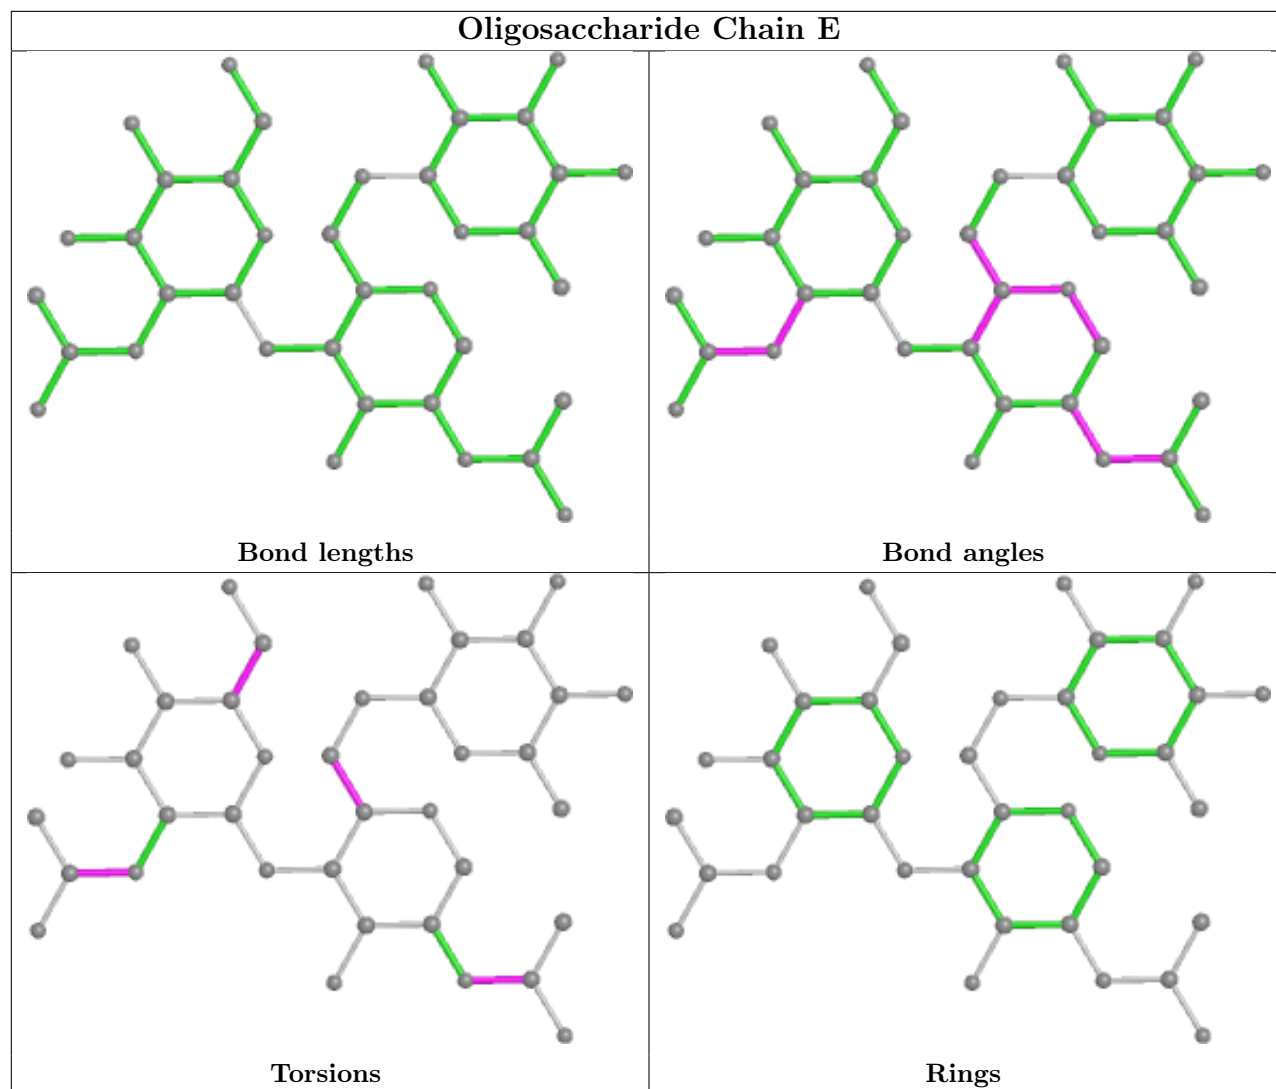 Oligosaccharide Chain E
Bond lengths
Bond angles
Torsions
Rings